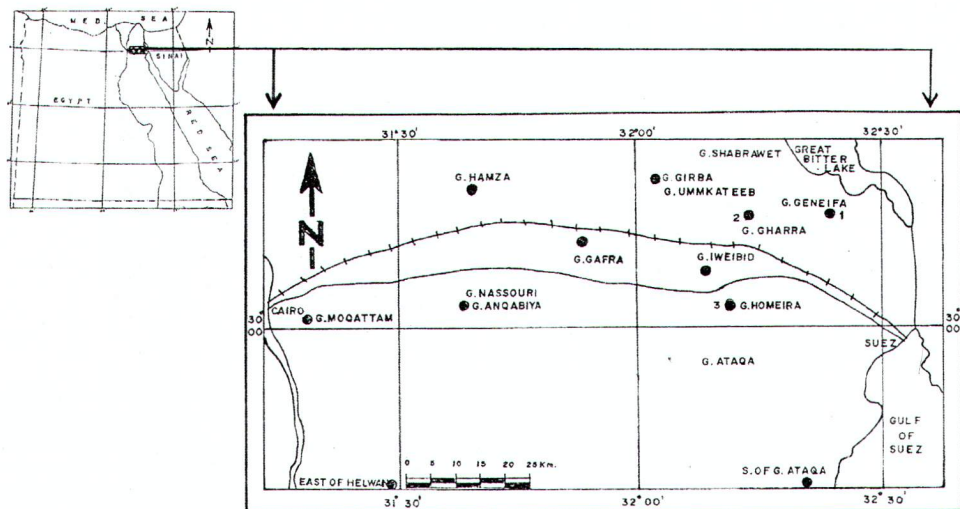 MED. SEA
N
SINAI
EGYPT
RED SEA
31°30' 32°00' 32°30'
G.SHABRAWET GREAT
BITTER
LAKE
G.HAMZA
G.GIRBA
G.UMMKATEEB
G.GENEIFA
2 1
G.GHARRA
N
G.GAFRA
G.IWEIBID
G.NASSOURI
G.ANQABIYA
3 G.HOMEIRA
CAIRO
G.MOQATTAM
30°
00'
30°
00'
SUEZ
G.ATAQA
GULF
OF
SUEZ
0 5 10 15 20 25 Km.
EAST OF HELWAN
S.OF G.ATAQA
31°30' 32°00' 32°30'